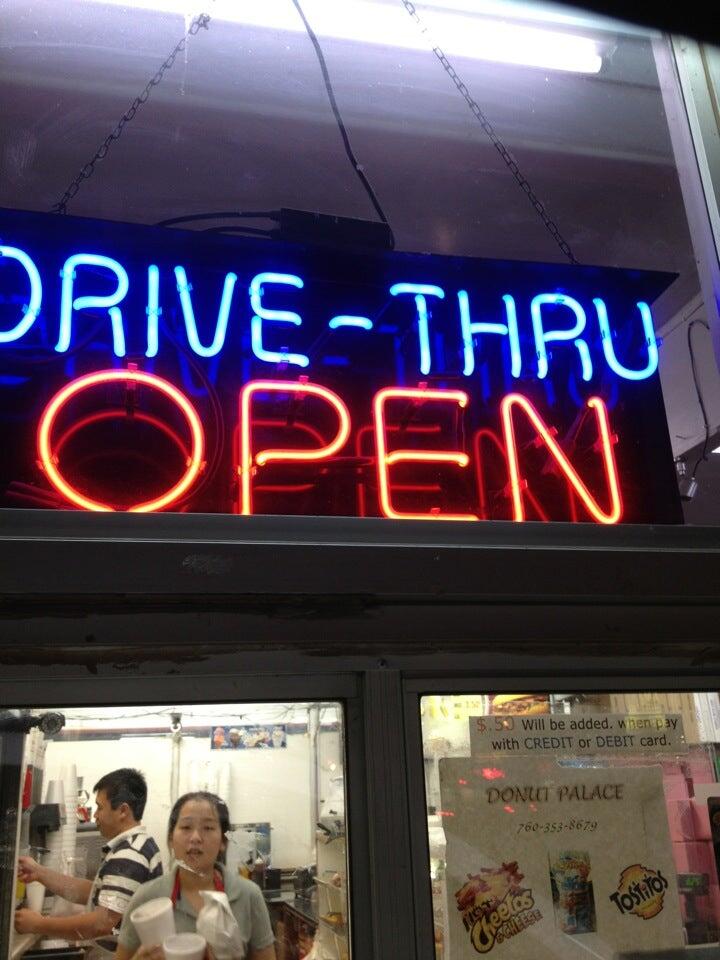 DRIVE-THRU
OPEN
$.50 Will be added. when pay
with CREDIT or DEBIT card.
DONUT PALACE
760-353-8679
Cheetos
& CHEESE
TOSTITOS